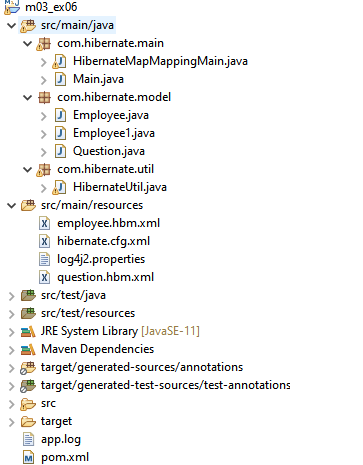 m03_ex06
src/main/java
com.hibernate.main
HibernateMapMappingMain.java
Main.java
com.hibernate.model
Employee.java
Employee1.java
Question.java
com.hibernate.util
HibernateUtil.java
src/main/resources
employee.hbm.xml
hibernate.cfg.xml
log4j2.properties
question.hbm.xml
src/test/java
src/test/resources
JRE System Library [JavaSE-11]
Maven Dependencies
target/generated-sources/annotations
target/generated-test-sources/test-annotations
src
target
app.log
pom.xml